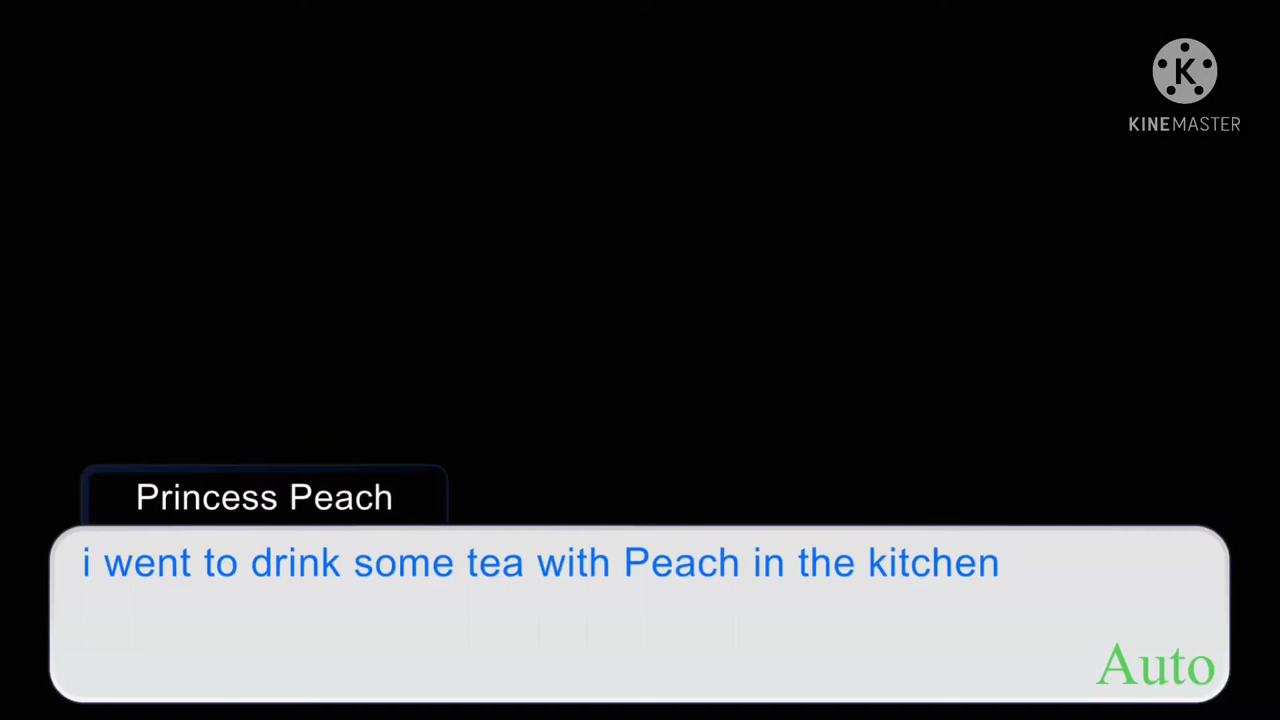 K
KINEMASTER
Princess Peach
i went to drink some tea with Peach in the kitchen
Auto